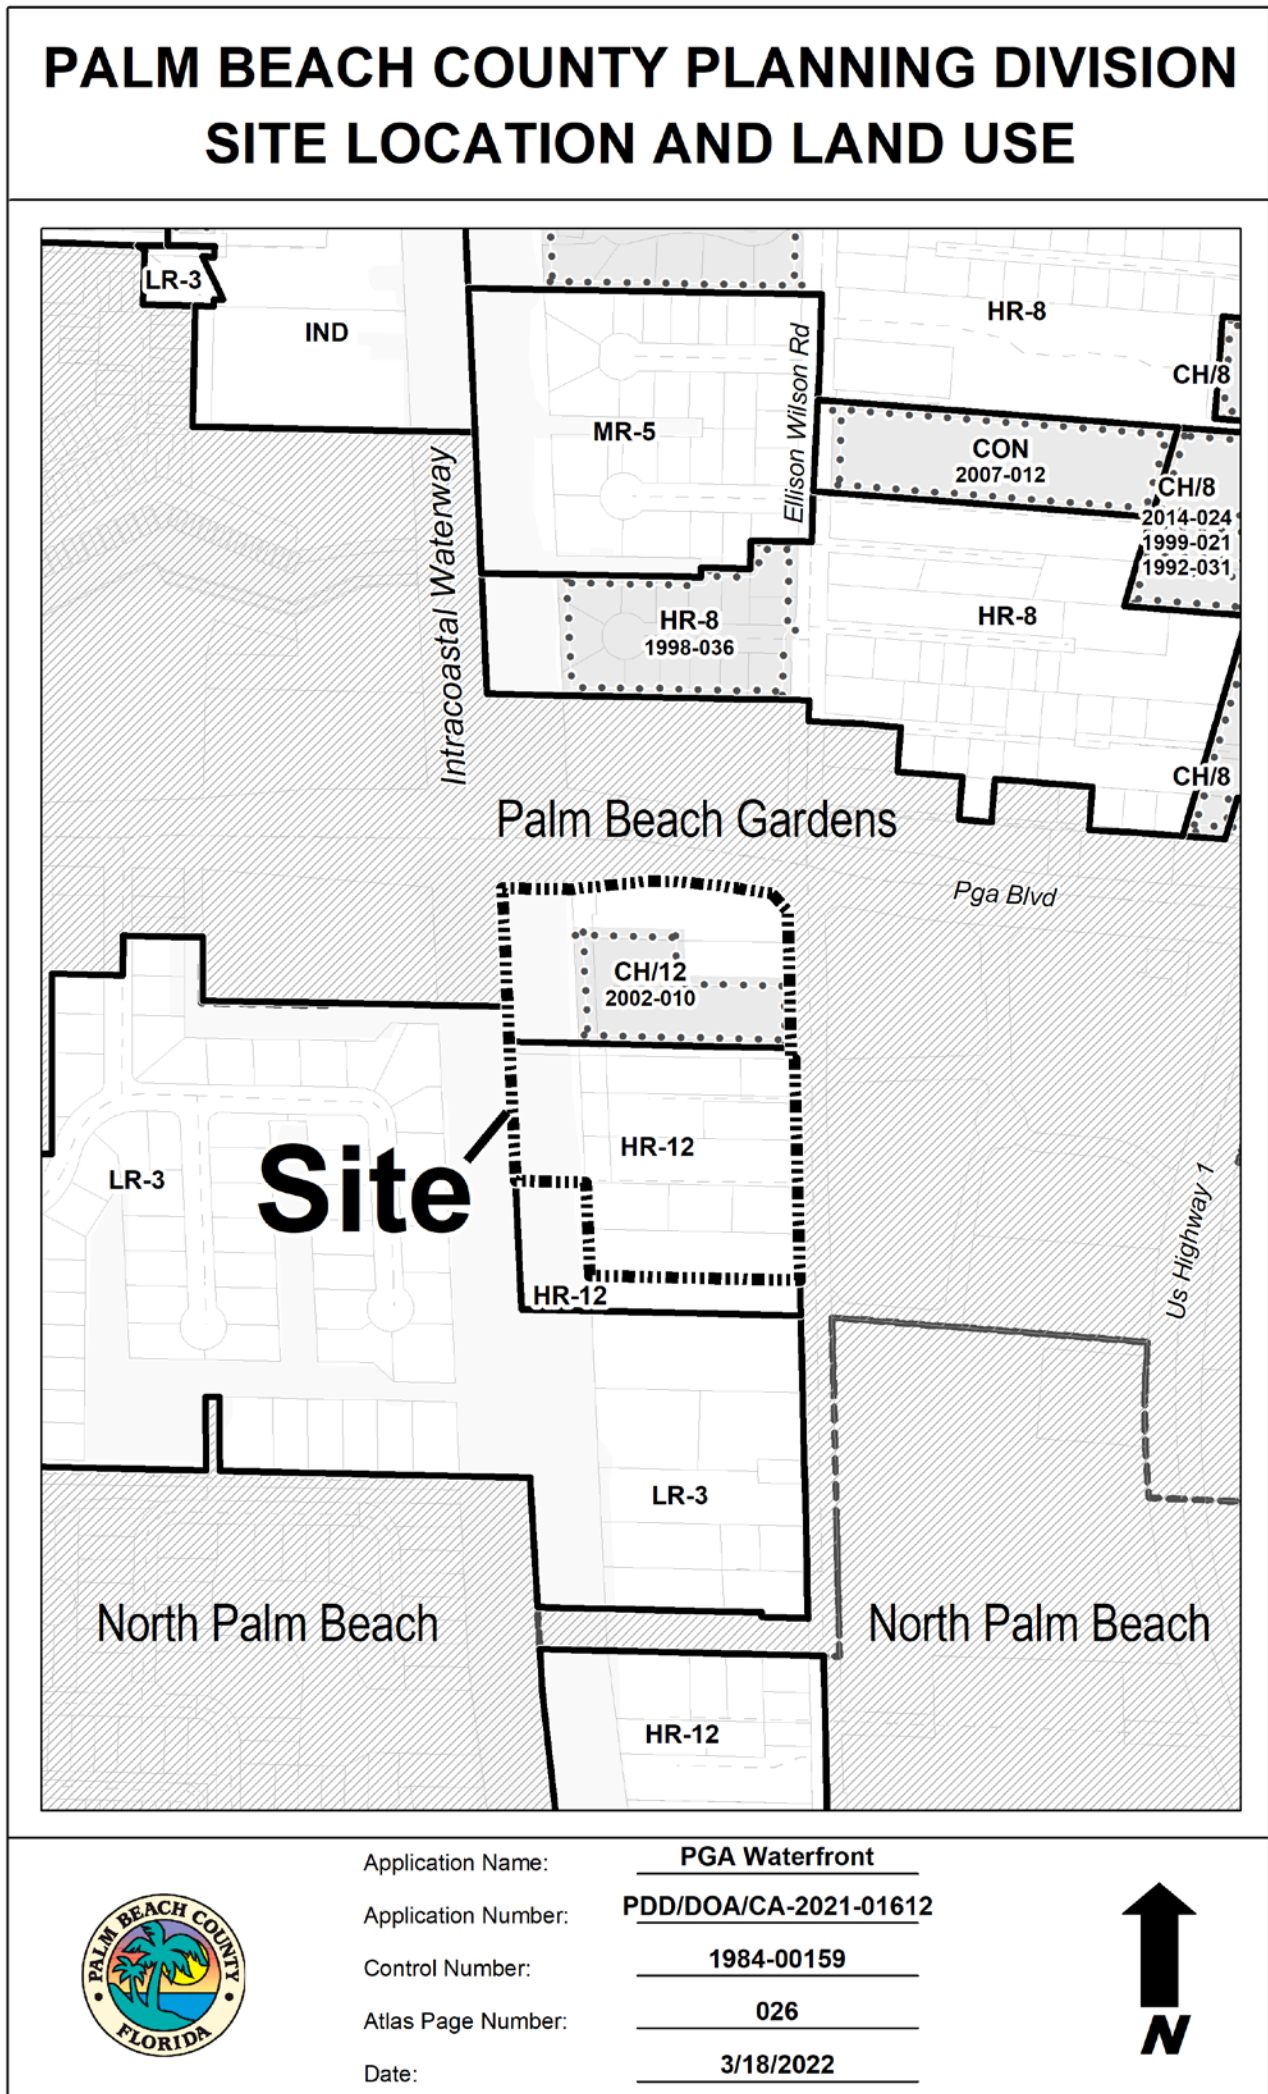 PALM BEACH COUNTY PLANNING DIVISION
SITE LOCATION AND LAND USE
LR-3
IND
HR-8
CH/8
MR-5
Ellison Wilson Rd
CON
2007-012
CH/8
2014-024
1999-021
1992-031
Intracoastal Waterway
HR-8
1998-036
HR-8
CH/8
Palm Beach Gardens
Pga Blvd
CH/12
2002-010
HR-12
LR-3
Site
Us Highway 1
HR-12
LR-3
North Palm Beach
North Palm Beach
HR-12
PALM BEACH COUNTY
FLORIDA
Application Name: PGA Waterfront
Application Number: PDD/DOA/CA-2021-01612
Control Number: 1984-00159
Atlas Page Number: 026
Date: 3/18/2022
N